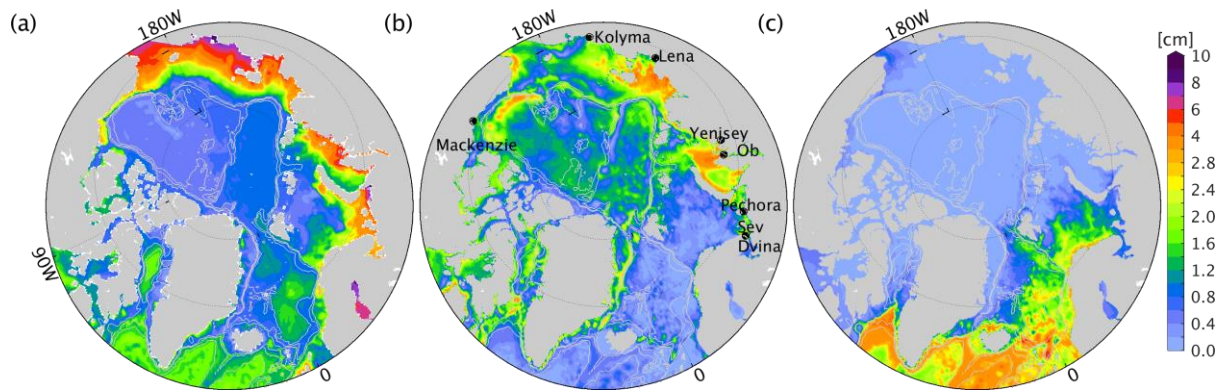 (a)
180W
90W
0
(b)
180W
Kolyma
Lena
Mackenzie
Yenisey
Ob
Pechora
Sev
Dvina
0
(c)
180W
0
[cm]
10
8
6
4
2.8
2.4
2.0
1.6
1.2
0.8
0.4
0.0